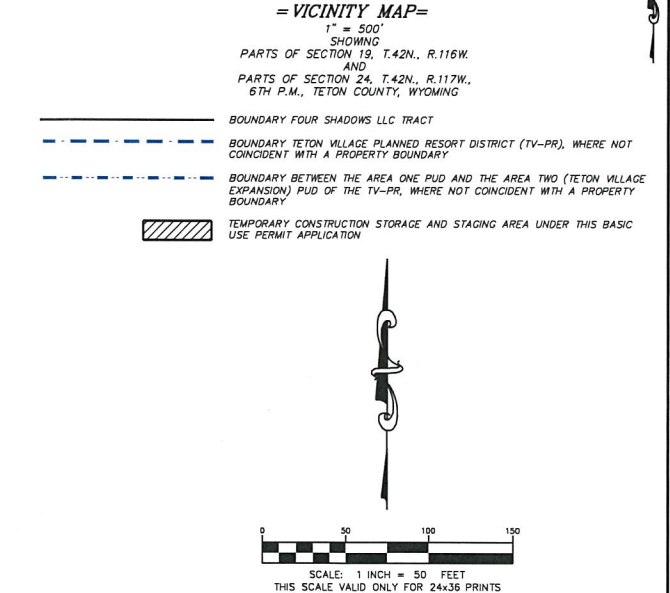 =VICINITY MAP=
1" = 500'
SHOWING
PARTS OF SECTION 19, T.42N., R.116W.
AND
PARTS OF SECTION 24, T.42N., R.117W.,
6TH P.M., TETON COUNTY, WYOMING
BOUNDARY FOUR SHADOWS LLC TRACT
BOUNDARY TETON VILLAGE PLANNED RESORT DISTRICT (TV-PR), WHERE NOT
COINCIDENT WITH A PROPERTY BOUNDARY
BOUNDARY BETWEEN THE AREA ONE PUD AND THE AREA TWO (TETON VILLAGE
EXPANSION) PUD OF THE TV-PR, WHERE NOT COINCIDENT WITH A PROPERTY
BOUNDARY
TEMPORARY CONSTRUCTION STORAGE AND STAGING AREA UNDER THIS BASIC
USE PERMIT APPLICATION
0 50 100 150
SCALE: 1 INCH = 50 FEET
THIS SCALE VALID ONLY FOR 24x36 PRINTS